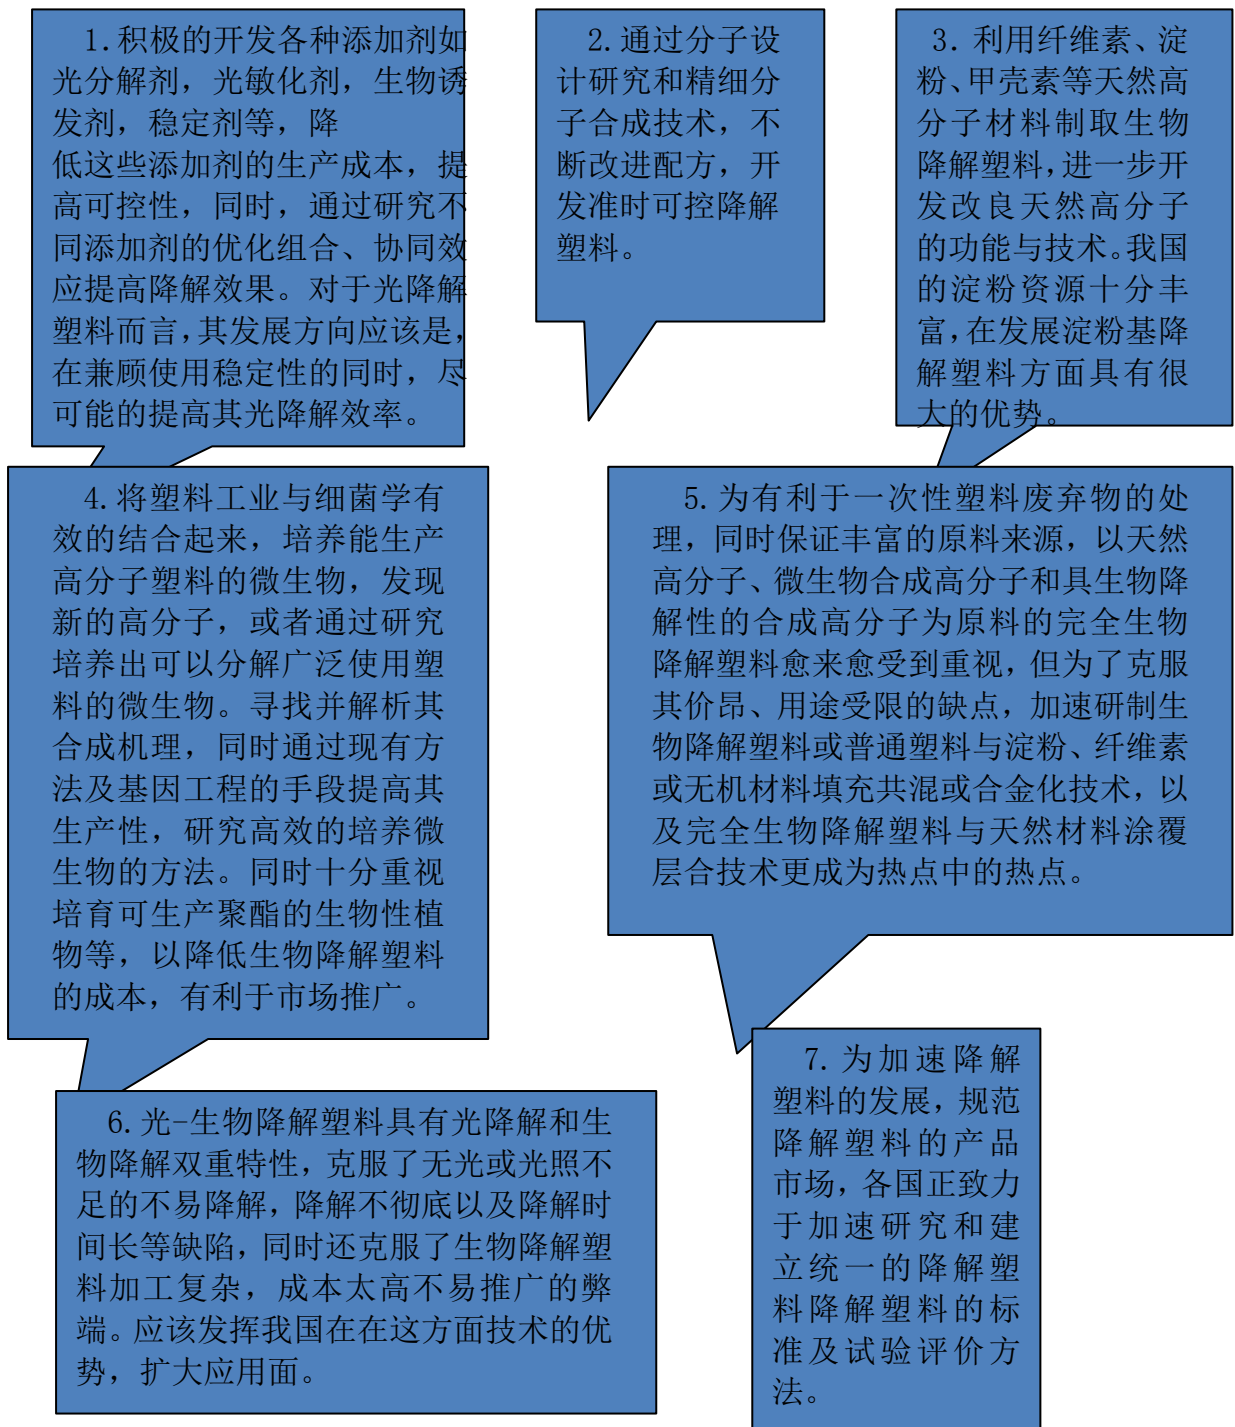 1.积极的开发各种添加剂如
光分解剂，光敏化剂，生物诱
发剂，稳定剂等，降
低这些添加剂的生产成本，提
高可控性，同时，通过研究不
同添加剂的优化组合、协同效
应提高降解效果。对于光降解
塑料而言,其发展方向应该是，
在兼顾使用稳定性的同时，尽
可能的提高其光降解效率。
2.通过分子设
计研究和精细分
子合成技术，不
断改进配方，开
发准时可控降解
塑料。
3. 利用纤维素、淀
粉、甲壳素等天然高
分子材料制取生物
降解塑料,进一步开
发改良天然高分子
的功能与技术。我国
的淀粉资源十分丰
富,在发展淀粉基降
解塑料方面具有很
大的优势。
4.将塑料工业与细菌学有
效的结合起来，培养能生产
高分子塑料的微生物，发现
新的高分子，或者通过研究
培养出可以分解广泛使用塑
料的微生物。寻找并解析其
合成机理，同时通过现有方
法及基因工程的手段提高其
生产性，研究高效的培养微
生物的方法。同时十分重视
培育可生产聚酯的生物性植
物等，以降低生物降解塑料
的成本，有利于市场推广。
5.为有利于一次性塑料废弃物的处
理，同时保证丰富的原料来源，以天然
高分子、微生物合成高分子和具生物降
解性的合成高分子为原料的完全生物
降解塑料愈来愈受到重视,但为了克服
其价昂、用途受限的缺点，加速研制生
物降解塑料或普通塑料与淀粉、纤维素
或无机材料填充共混或合金化技术,以
及完全生物降解塑料与天然材料涂覆
层合技术更成为热点中的热点。
6.光-生物降解塑料具有光降解和生
物降解双重特性,克服了无光或光照不
足的不易降解,降解不彻底以及降解时
间长等缺陷,同时还克服了生物降解塑
料加工复杂，成本太高不易推广的弊
端。应该发挥我国在在这方面技术的优
势，扩大应用面。
7.为加速降解
塑料的发展,规范
降解塑料的产品
市场,各国正致力
于加速研究和建
立统一的降解塑
料降解塑料的标
准及试验评价方
法。